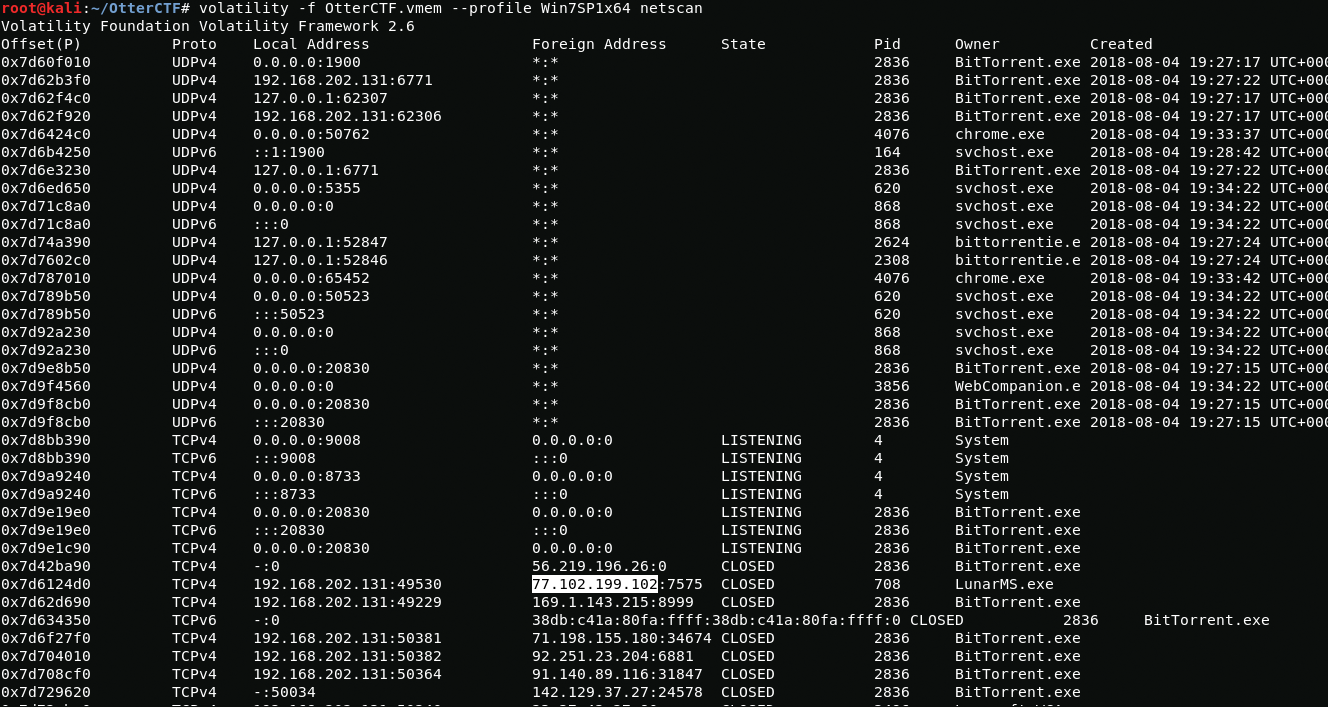 root@kali:~/OtterCTF# volatility -f OtterCTF.vmem --profile Win7SP1x64 netscan
Volatility Foundation Volatility Framework 2.6
Offset(P) Proto Local Address Foreign Address State Pid Owner Created
0x7d60f010 UDPv4 0.0.0.0:1900 *:* 2836 BitTorrent.exe 2018-08-04 19:27:17 UTC+000
0x7d62b3f0 UDPv4 192.168.202.131:6771 *:* 2836 BitTorrent.exe 2018-08-04 19:27:22 UTC+000
0x7d62f4c0 UDPv4 127.0.0.1:62307 *:* 2836 BitTorrent.exe 2018-08-04 19:27:17 UTC+000
0x7d62f920 UDPv4 192.168.202.131:62306 *:* 2836 BitTorrent.exe 2018-08-04 19:27:17 UTC+000
0x7d6424c0 UDPv4 0.0.0.0:50762 *:* 4076 chrome.exe 2018-08-04 19:33:37 UTC+000
0x7d6b4250 UDPv6 ::1:1900 *:* 164 svchost.exe 2018-08-04 19:28:42 UTC+000
0x7d6e3230 UDPv4 127.0.0.1:6771 *:* 2836 BitTorrent.exe 2018-08-04 19:27:22 UTC+000
0x7d6ed650 UDPv4 0.0.0.0:5355 *:* 620 svchost.exe 2018-08-04 19:34:22 UTC+000
0x7d71c8a0 UDPv4 0.0.0.0:0 *:* 868 svchost.exe 2018-08-04 19:34:22 UTC+000
0x7d71c8a0 UDPv6 :::0 *:* 868 svchost.exe 2018-08-04 19:34:22 UTC+000
0x7d74a390 UDPv4 127.0.0.1:52847 *:* 2624 bittorrentie.e 2018-08-04 19:27:24 UTC+000
0x7d7602c0 UDPv4 127.0.0.1:52846 *:* 2308 bittorrentie.e 2018-08-04 19:27:24 UTC+000
0x7d787010 UDPv4 0.0.0.0:65452 *:* 4076 chrome.exe 2018-08-04 19:33:42 UTC+000
0x7d789b50 UDPv4 0.0.0.0:50523 *:* 620 svchost.exe 2018-08-04 19:34:22 UTC+000
0x7d789b50 UDPv6 :::50523 *:* 620 svchost.exe 2018-08-04 19:34:22 UTC+000
0x7d92a230 UDPv4 0.0.0.0:0 *:* 868 svchost.exe 2018-08-04 19:34:22 UTC+000
0x7d92a230 UDPv6 :::0 *:* 868 svchost.exe 2018-08-04 19:34:22 UTC+000
0x7d9e8b50 UDPv4 0.0.0.0:20830 *:* 2836 BitTorrent.exe 2018-08-04 19:27:15 UTC+000
0x7d9f4560 UDPv4 0.0.0.0:0 *:* 3856 WebCompanion.e 2018-08-04 19:34:22 UTC+000
0x7d9f8cb0 UDPv4 0.0.0.0:20830 *:* 2836 BitTorrent.exe 2018-08-04 19:27:15 UTC+000
0x7d9f8cb0 UDPv6 :::20830 *:* 2836 BitTorrent.exe 2018-08-04 19:27:15 UTC+000
0x7d8bb390 TCPv4 0.0.0.0:9008 0.0.0.0:0 LISTENING 4 System
0x7d8bb390 TCPv6 :::9008 :::0 LISTENING 4 System
0x7d9a9240 TCPv4 0.0.0.0:8733 0.0.0.0:0 LISTENING 4 System
0x7d9a9240 TCPv6 :::8733 :::0 LISTENING 4 System
0x7d9e19e0 TCPv4 0.0.0.0:20830 0.0.0.0:0 LISTENING 2836 BitTorrent.exe
0x7d9e19e0 TCPv6 :::20830 :::0 LISTENING 2836 BitTorrent.exe
0x7d9e1c90 TCPv4 0.0.0.0:20830 0.0.0.0:0 LISTENING 2836 BitTorrent.exe
0x7d42ba90 TCPv4 -:0 56.219.196.26:0 CLOSED 2836 BitTorrent.exe
0x7d6124d0 TCPv4 192.168.202.131:49530 77.102.199.102:7575 CLOSED 708 LunarMS.exe
0x7d62d690 TCPv4 192.168.202.131:49229 169.1.143.215:8999 CLOSED 2836 BitTorrent.exe
0x7d634350 TCPv6 -:0 38db:c41a:80fa:ffff:38db:c41a:80fa:ffff:0 CLOSED 2836 BitTorrent.exe
0x7d6f27f0 TCPv4 192.168.202.131:50381 71.198.155.180:34674 CLOSED 2836 BitTorrent.exe
0x7d704010 TCPv4 192.168.202.131:50382 92.251.23.204:6881 CLOSED 2836 BitTorrent.exe
0x7d708cf0 TCPv4 192.168.202.131:50364 91.140.89.116:31847 CLOSED 2836 BitTorrent.exe
0x7d729620 TCPv4 -:50034 142.129.37.27:24578 CLOSED 2836 BitTorrent.exe